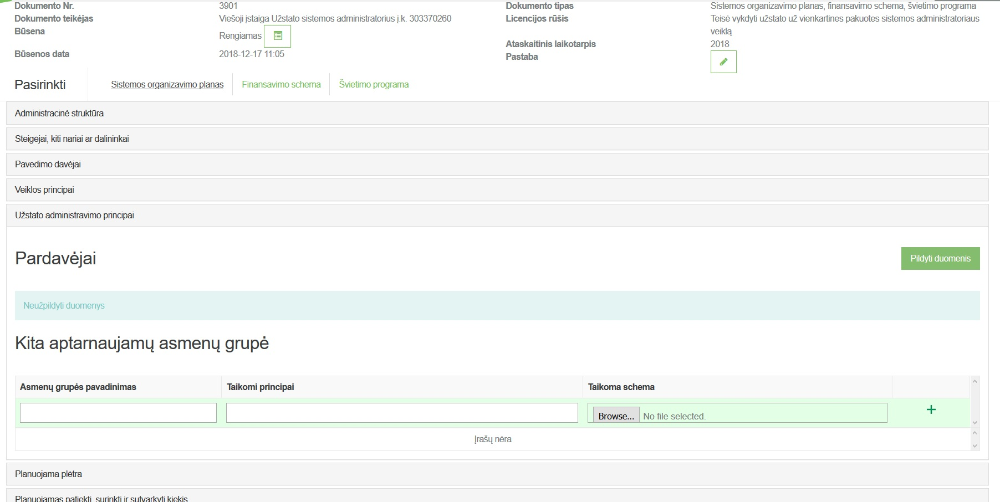 Dokumento Nr. 3901 Dokumento tipas Sistemos organizavimo planas, finansavimo schema, švietimo programa
Dokumento teikėjas Viešoji įstaiga Užstato sistemos administratorius į.k. 303370260 Licencijos rūšis Teisė vykdyti užstato už vienkartines pakuotes sistemos administratoriaus
veiklą
Būsena Rengiamas
Ataskaitinis laikotarpis 2018
Būsenos data 2018-12-17 11:05 Pastaba
Pasirinkti Sistemos organizavimo planas Finansavimo schema Švietimo programa
Administracinė struktūra
Steigėjai, kiti nariai ar dalininkai
Pavedimo davėjai
Veiklos principai
Užstato administravimo principai
Pardavėjai Pildyti duomenis
Neužpildyti duomenys
Kita aptarnaujamų asmenų grupė
Asmenų grupės pavadinimas Taikomi principai Taikoma schema
Browse... No file selected.
Įrašų nėra
Planuojama plėtra
Planuojamas patiekti, surinkti ir sutvarkyti kiekis